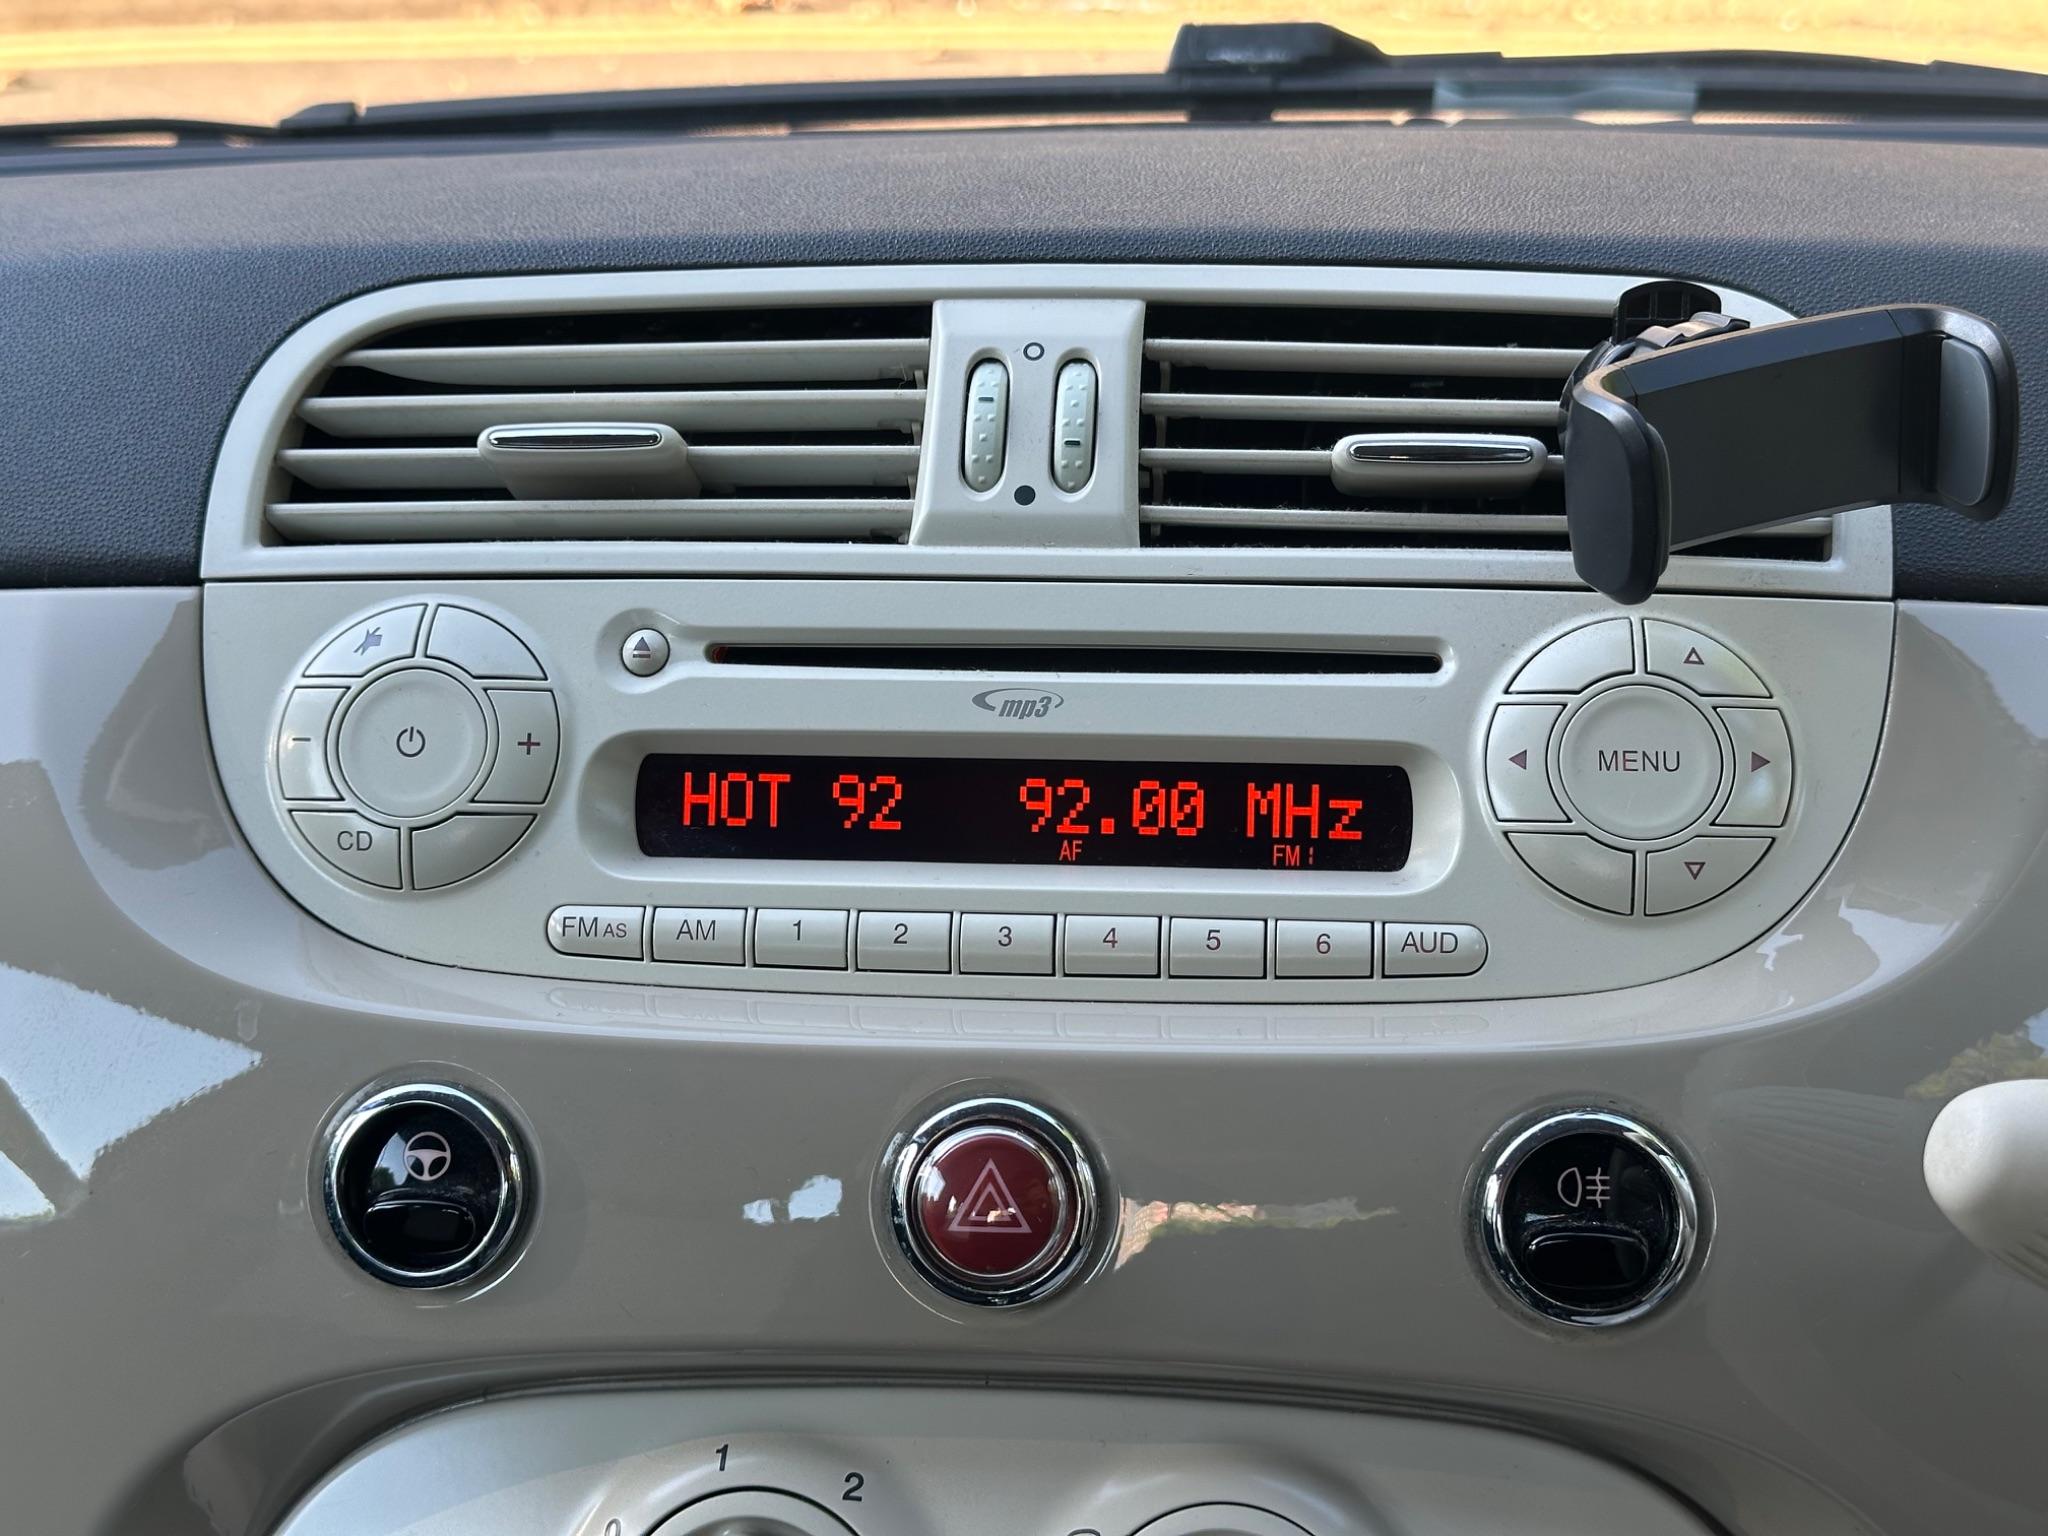 mp3
HOT 92 92.00 MHz
AF FM1
MENU
CD
FM AS AM 1 2 3 4 5 6 AUD
1 2